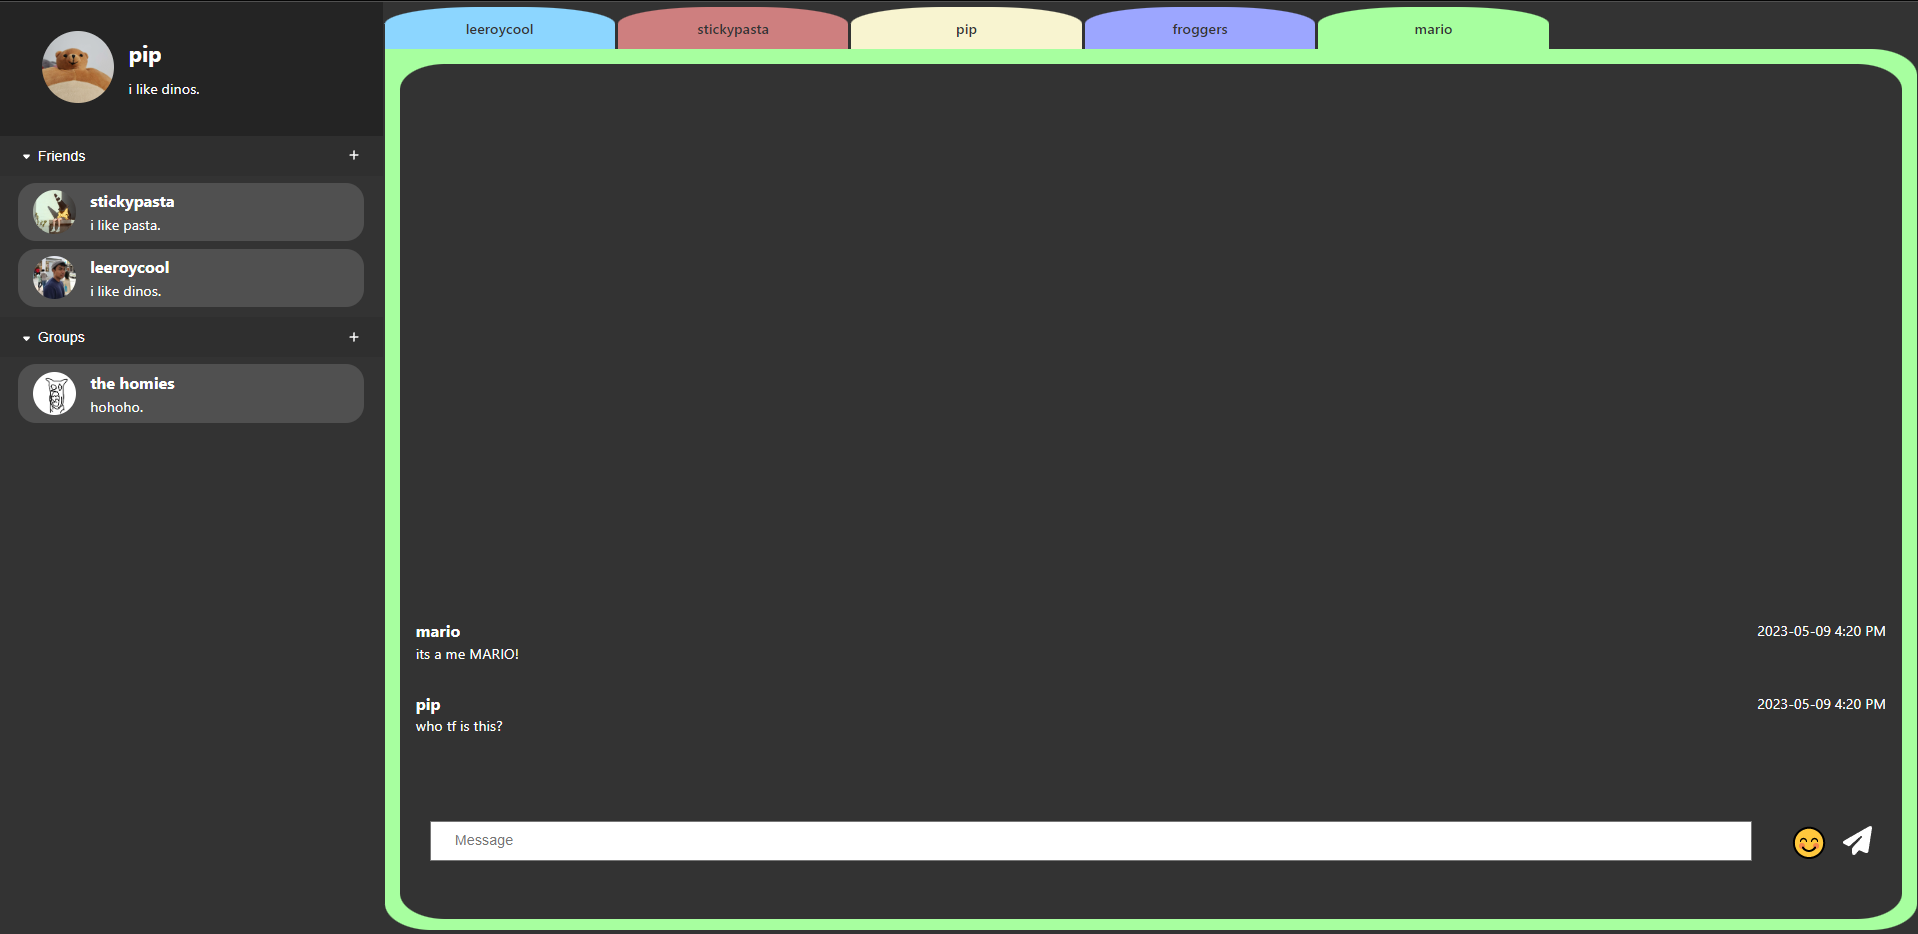 pip
i like dinos.
Friends
+
stickypasta
i like pasta.
leeroycool
i like dinos.
Groups
+
the homies
hohoho.
leeroycool
stickypasta
pip
froggers
mario
mario
2023-05-09 4:20 PM
its a me MARIO!
pip
2023-05-09 4:20 PM
who tf is this?
Message